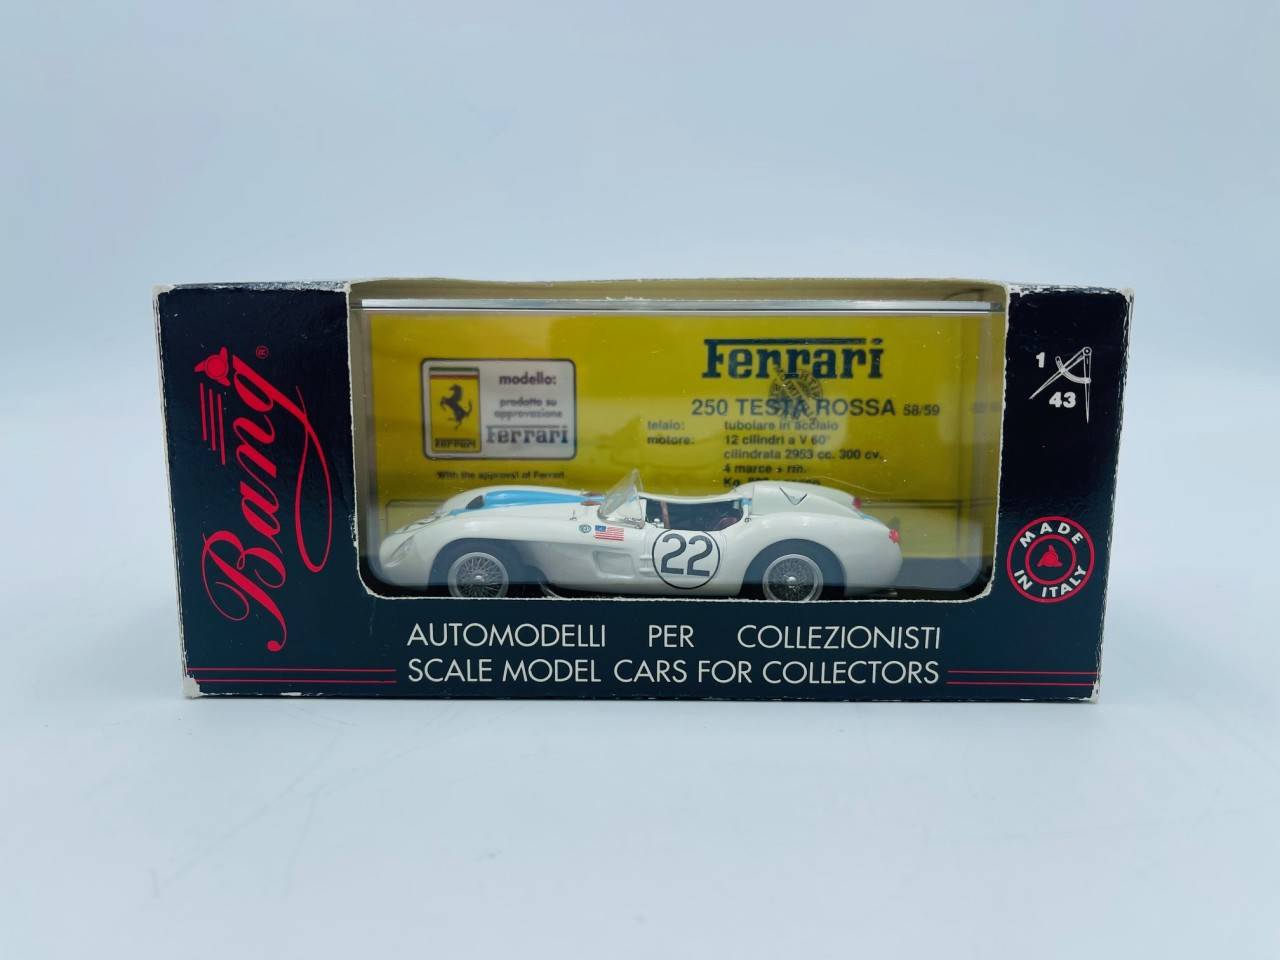 Bang®
Ferrari
250 TESTA ROSSA 58/59
telaio: tubolare in acciaio
motore: 12 cilindri a V 60°
cilindrata 2953 cc. 300 cv.
4 marce + rm.
modello:
prodotto su
approvazione
Ferrari
Ferrari
With the approval of Ferrari
22
1
43
MADE
IN ITALY
AUTOMODELLI PER COLLEZIONISTI
SCALE MODEL CARS FOR COLLECTORS